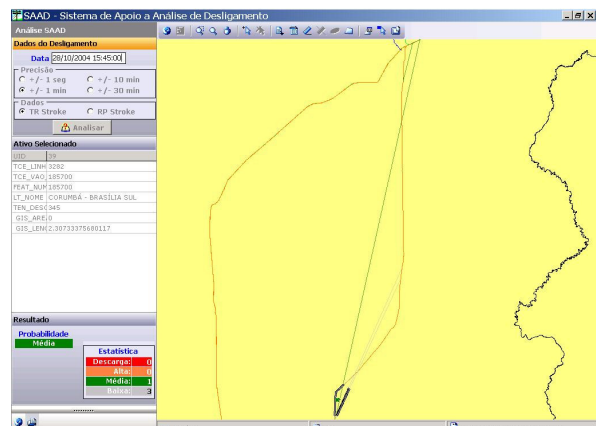 SAAD - Sistema de Apoio a Análise de Desligamento
Análise SAAD
Dados do Desligamento
Data 28/10/2004 15:45:00
Precisão
+/- 1 seg +/- 10 min
+/- 1 min +/- 30 min
Dados
TR Stroke RP Stroke
Analisar
Ativo Selecionado
UID 39
TCE_LINH 3282
TCE_VAO 185700
FEAT_NUM 185700
LT_NOME CORUMBÁ - BRASÍLIA SUL
TEN_DESC 345
GIS_AREA 0
GIS_LEN 2.30733375680117
Resultado
Probabilidade
Média
Estatística
Descarga: 0
Alta: 0
Média: 1
Baixa: 3